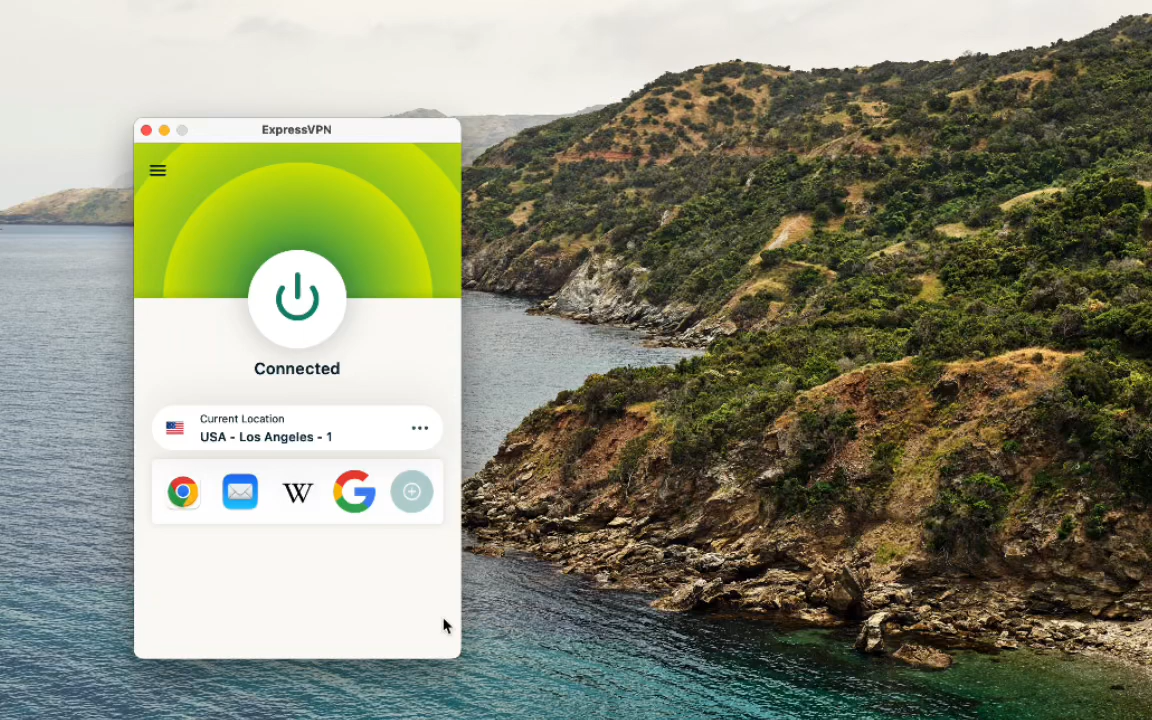 ExpressVPN
Connected
Current Location
USA - Los Angeles - 1
W
G